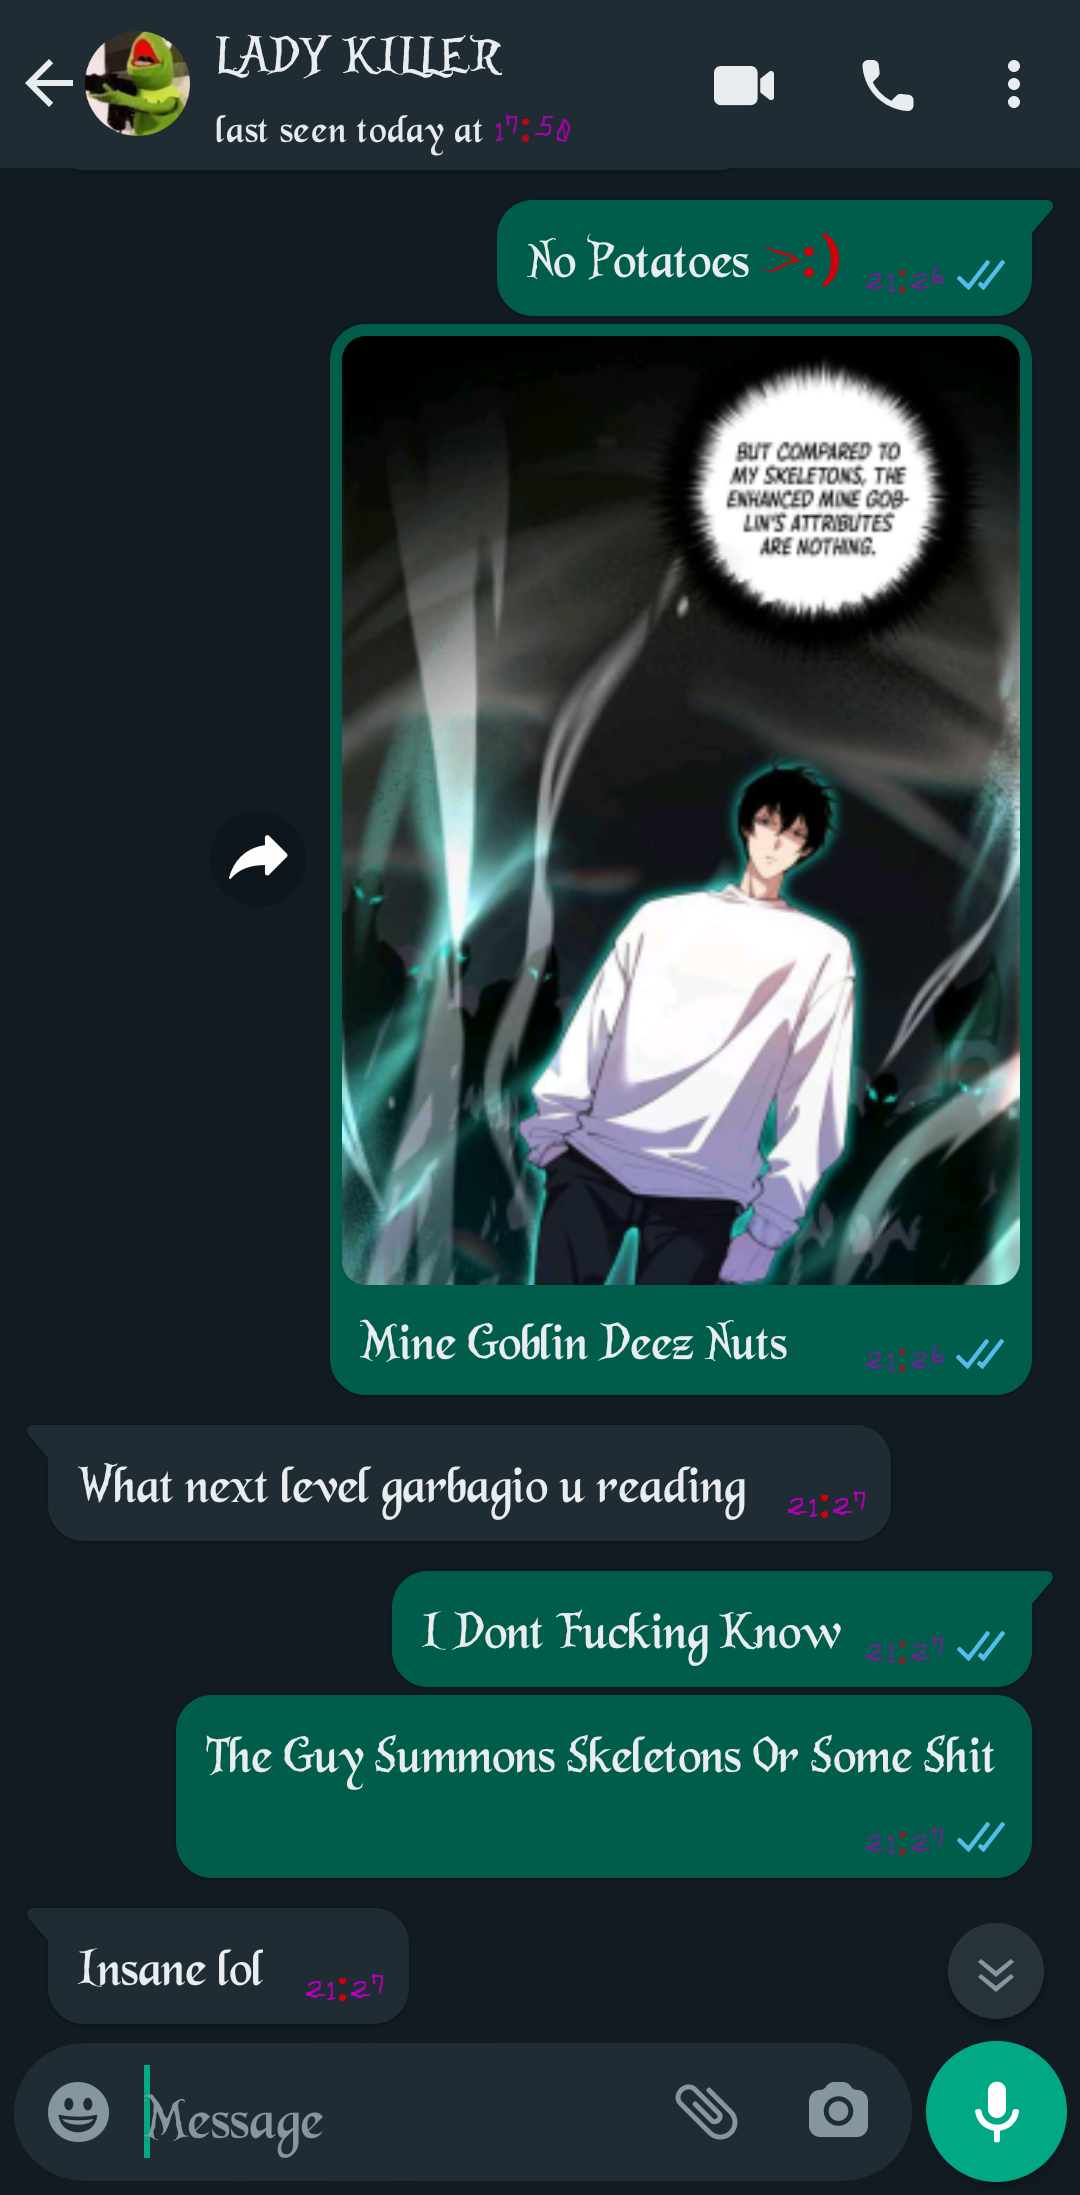 LADY KILLER
last seen today at 17:50
No Potatoes >:) 21:26
BUT COMPARED TO
MY SKELETONS, THE
ENHANCED MINE GOB-
LIN'S ATTRIBUTES
ARE NOTHING.
Mine Goblin Deez Nuts 21:26
What next level garbagio u reading 21:27
I Dont Fucking Know 21:27
The Guy Summons Skeletons Or Some Shit
21:27
Insane lol 21:27
Message